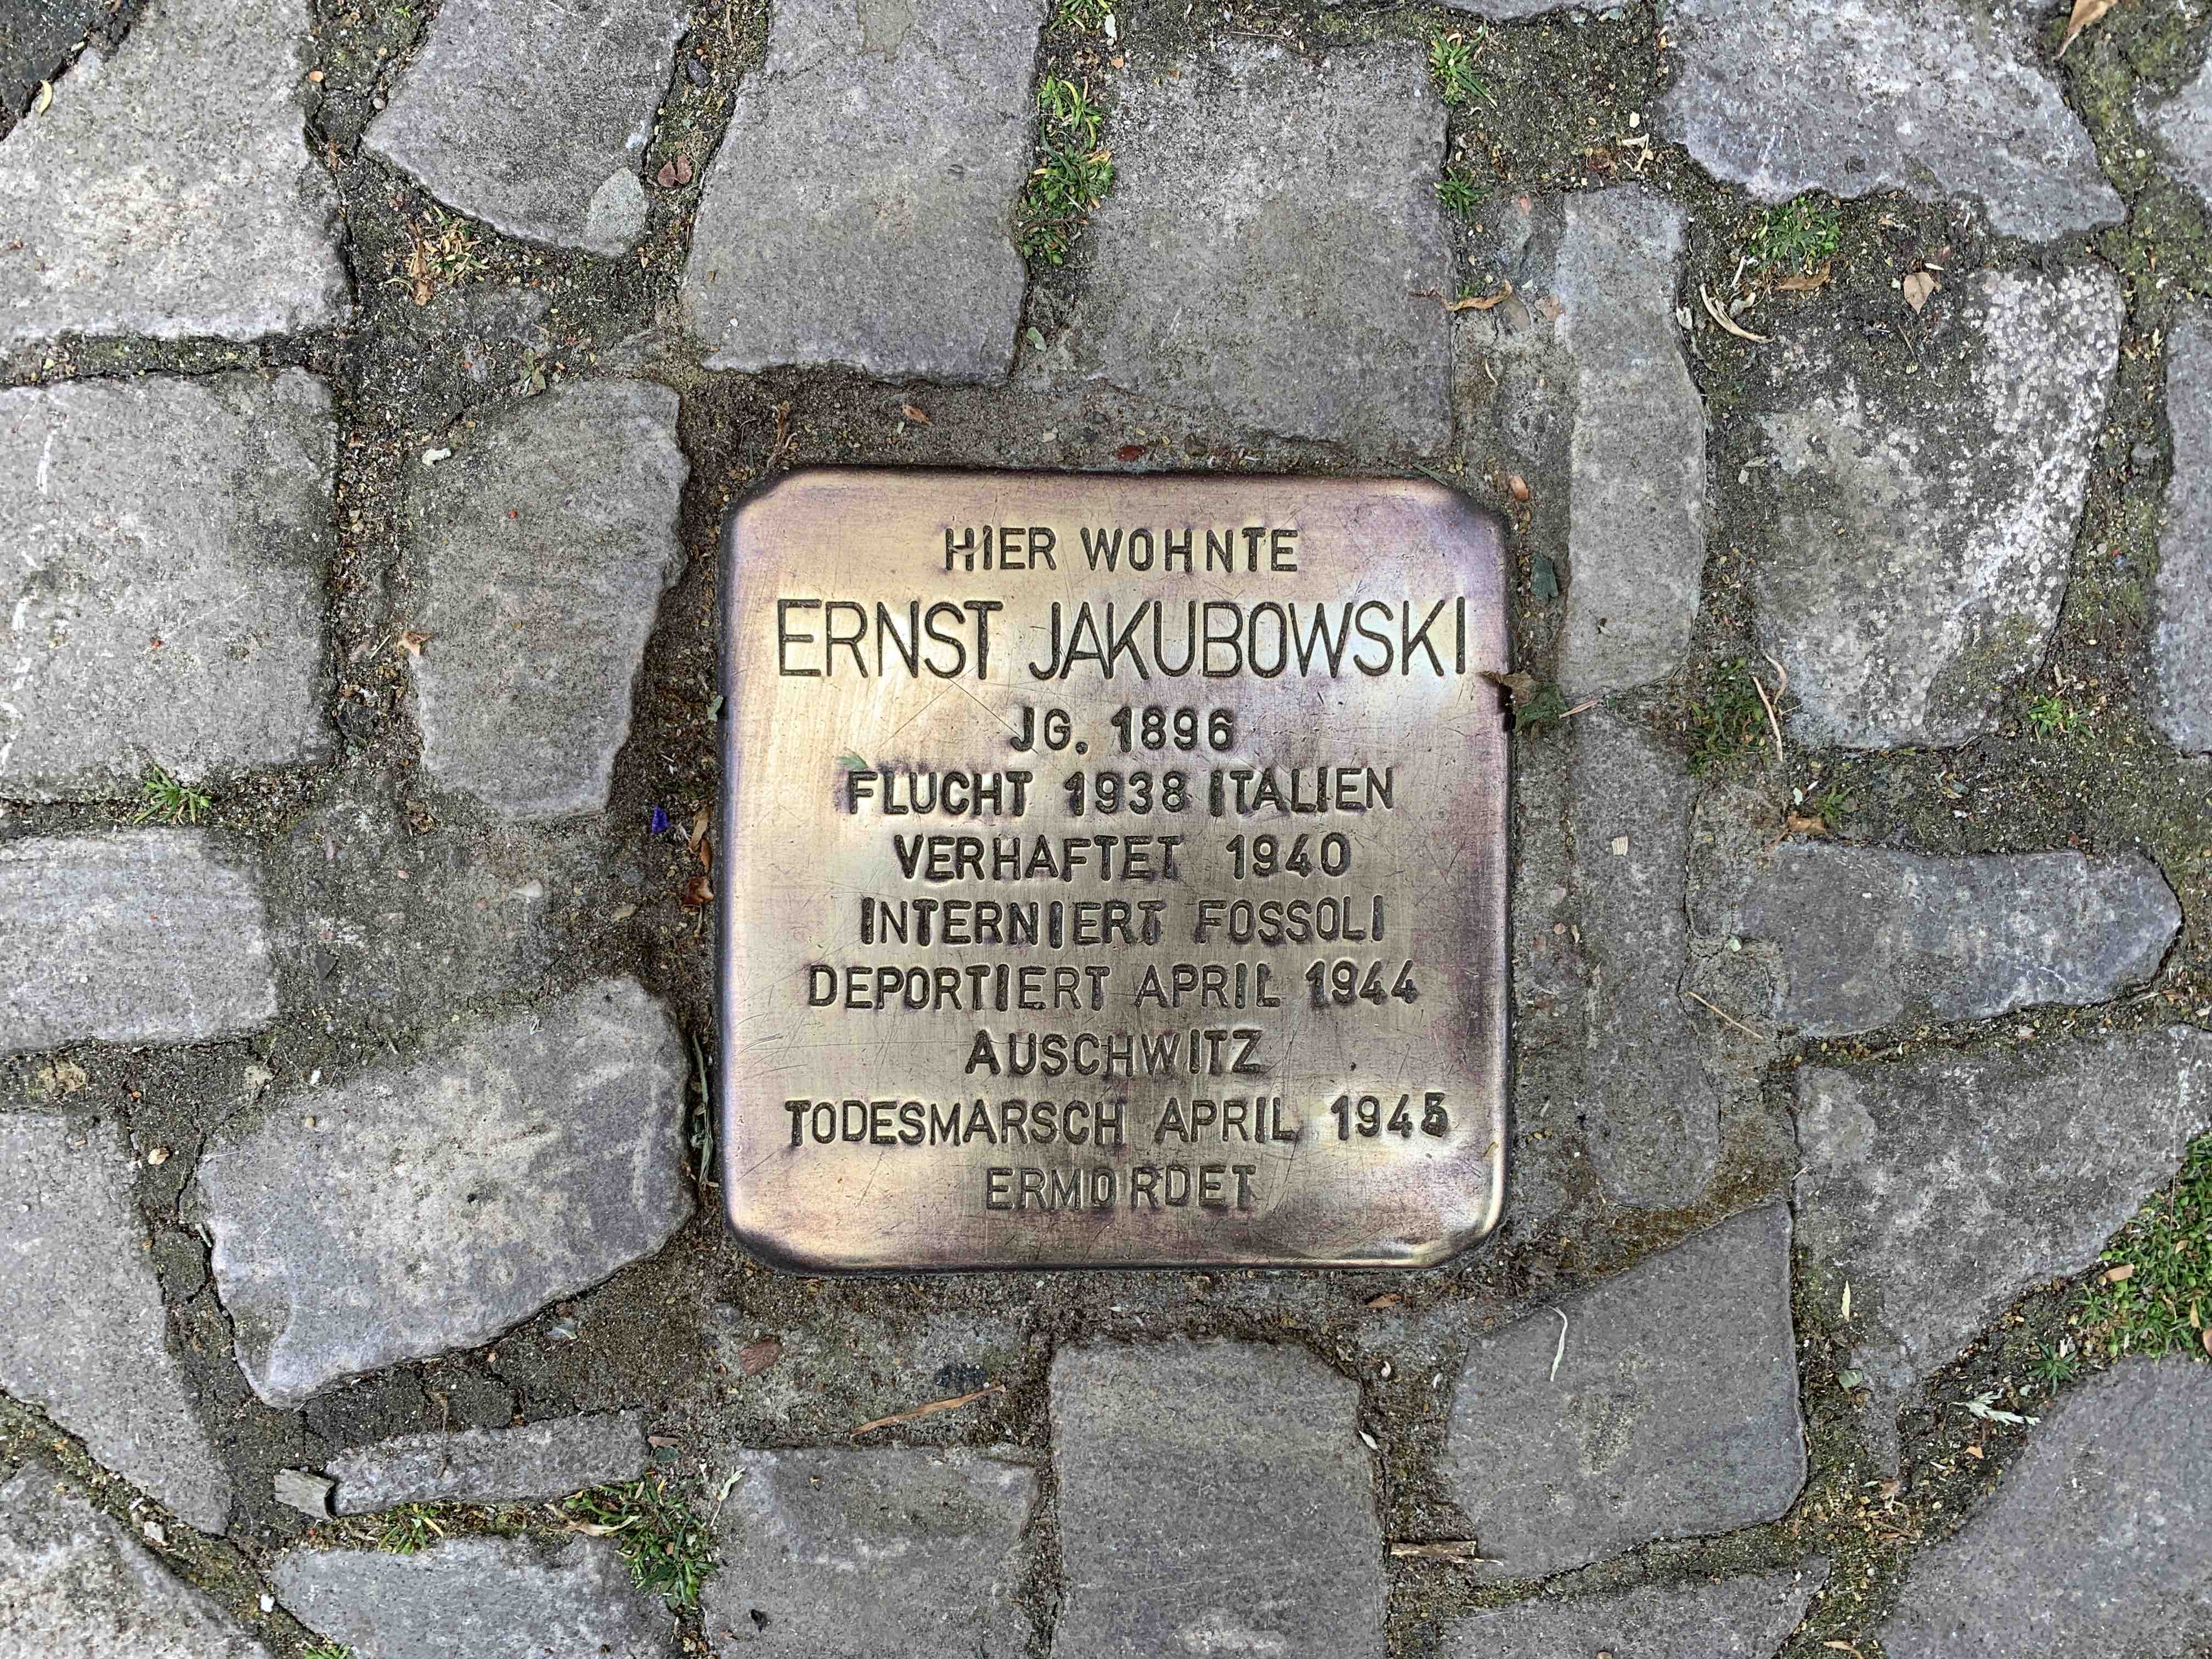 HIER WOHNTE
ERNST JAKUBOWSKI
JG. 1896
FLUCHT 1938 ITALIEN
VERHAFTET 1940
INTERNIERT FOSSOLI
DEPORTIERT APRIL 1944
AUSCHWITZ
TODESMARSCH APRIL 1945
ERMORDET